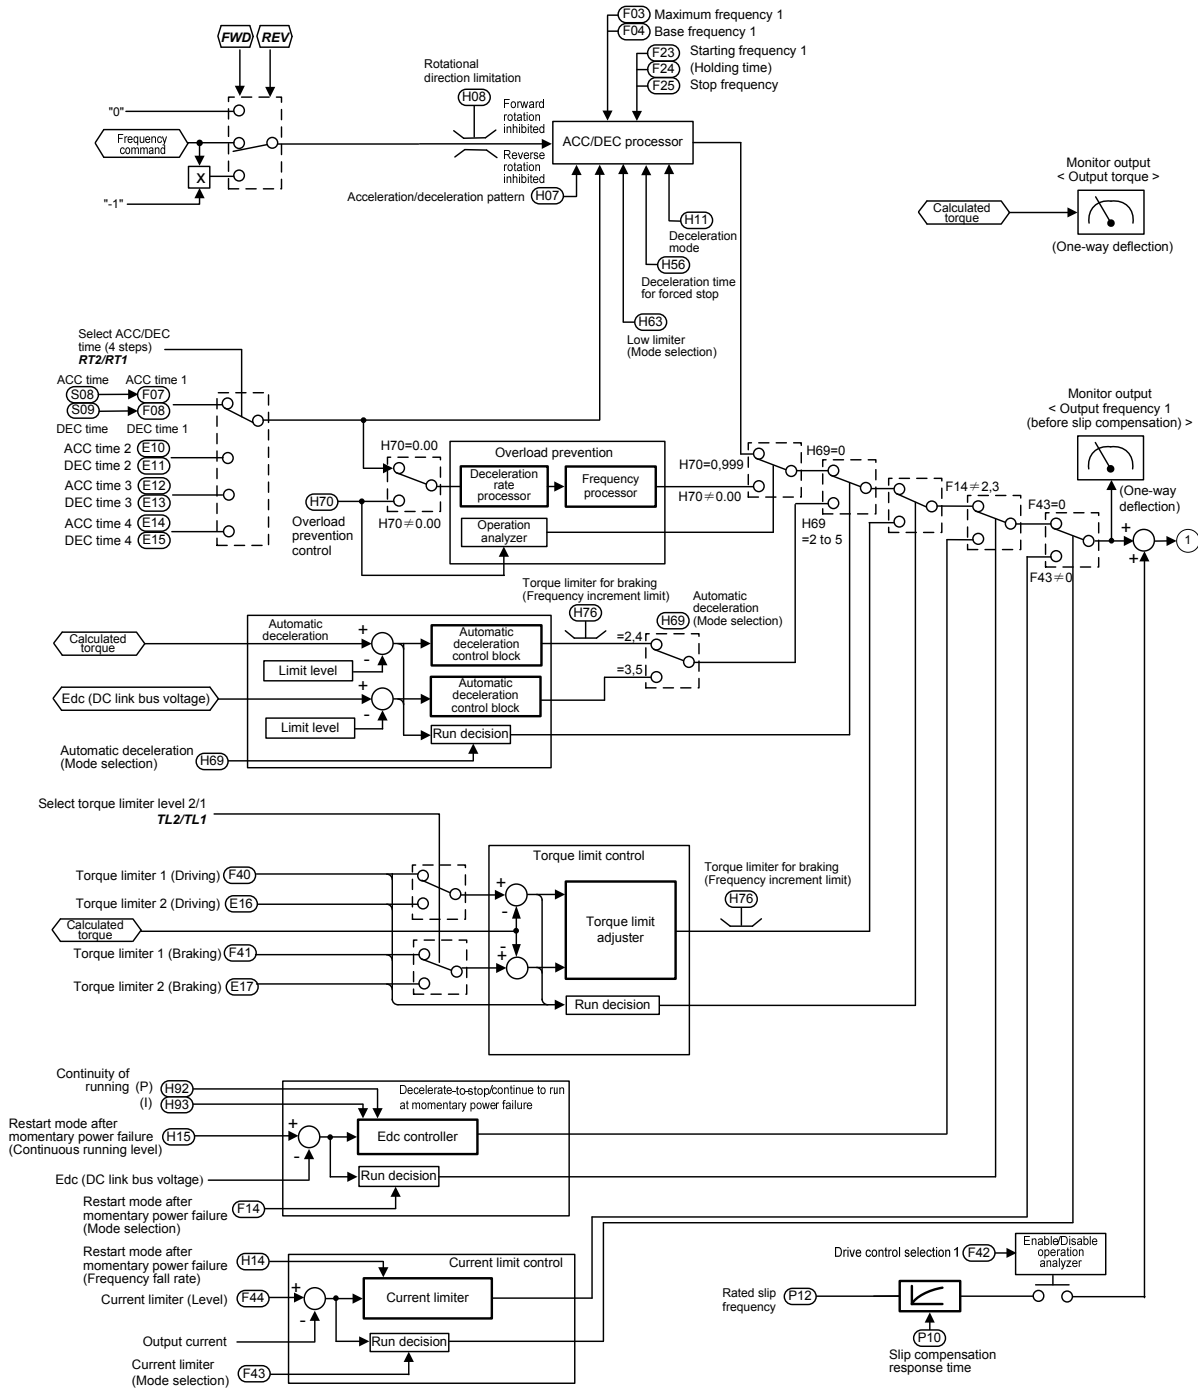 F03 Maximum frequency 1
F04 Base frequency 1
F23 Starting frequency 1
F24 (Holding time)
F25 Stop frequency
FWD
REV
"0"
Frequency
command
X
"-1"
Rotational
direction limitation
H08
Forward
rotation
inhibited
Reverse
rotation
inhibited
ACC/DEC processor
Acceleration/deceleration pattern H07
H11
Deceleration
mode
H56
Deceleration time
for forced stop
H63
Low limiter
(Mode selection)
Monitor output
< Output torque >
Calculated
torque
(One-way deflection)
Select ACC/DEC
time (4 steps)
RT2/RT1
ACC time ACC time 1
S08 F07
S09 F08
DEC time DEC time 1
ACC time 2 E10
DEC time 2 E11
ACC time 3 E12
DEC time 3 E13
ACC time 4 E14
DEC time 4 E15
H70=0.00
H70
H70≠0.00
Overload
prevention
control
Overload prevention
Deceleration
rate
processor
Frequency
processor
Operation
analyzer
H70=0,999
H70≠0.00
H69=0
H69
=2 to 5
F14≠2,3
F43=0
F43≠0
Monitor output
< Output frequency 1
(before slip compensation) >
(One-way
deflection)
+
+
1
Torque limiter for braking
(Frequency increment limit)
H76
Automatic
deceleration
(Mode selection)
H69
=2,4
=3,5
Calculated
torque
Automatic
deceleration
+
-
Limit level
Automatic
deceleration
control block
Edc (DC link bus voltage)
+
-
Limit level
Automatic
deceleration
control block
Run decision
Automatic deceleration
(Mode selection) H69
Select torque limiter level 2/1
TL2/TL1
Torque limit control
Torque limiter 1 (Driving) F40
Torque limiter 2 (Driving) E16
Calculated
torque
Torque limiter 1 (Braking) F41
Torque limiter 2 (Braking) E17
+
-
-
+
Torque limit
adjuster
Run decision
Torque limiter for braking
(Frequency increment limit)
H76
Continuity of
running (P) H92
(I) H93
Decelerate-to-stop/continue to run
at momentary power failure
Restart mode after
momentary power failure
(Continuous running level)
H15
+
-
Edc controller
Edc (DC link bus voltage)
Run decision
Restart mode after
momentary power failure
(Mode selection)
F14
Restart mode after
momentary power failure
(Frequency fall rate)
H14
Current limit control
Current limiter (Level) F44
+
-
Current limiter
Output current
Run decision
Current limiter
(Mode selection) F43
Drive control selection 1 F42
Enable/Disable
operation
analyzer
Rated slip
frequency
P12
P10
Slip compensation
response time